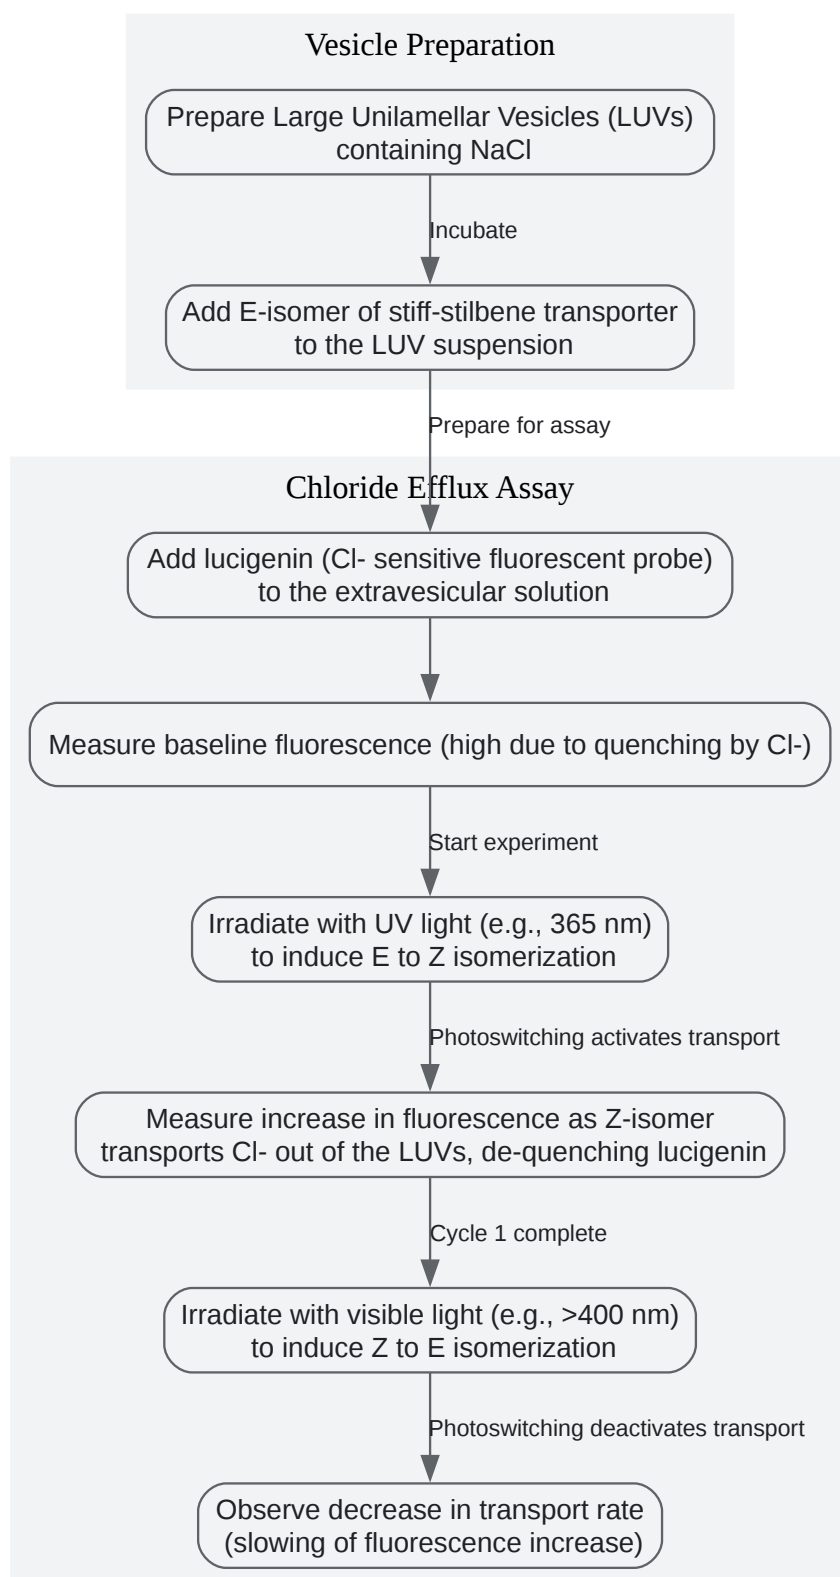 Vesicle Preparation
Prepare Large Unilamellar Vesicles (LUVs)
containing NaCl
Incubate
Add E-isomer of stiff-stilbene transporter
to the LUV suspension
Prepare for assay
Chloride Efflux Assay
Add lucigenin (Cl- sensitive fluorescent probe)
to the extravesicular solution
Measure baseline fluorescence (high due to quenching by Cl-)
Start experiment
Irradiate with UV light (e.g., 365 nm)
to induce E to Z isomerization
Photoswitching activates transport
Measure increase in fluorescence as Z-isomer
transports Cl- out of the LUVs, de-quenching lucigenin
Cycle 1 complete
Irradiate with visible light (e.g., >400 nm)
to induce Z to E isomerization
Photoswitching deactivates transport
Observe decrease in transport rate
(slowing of fluorescence increase)